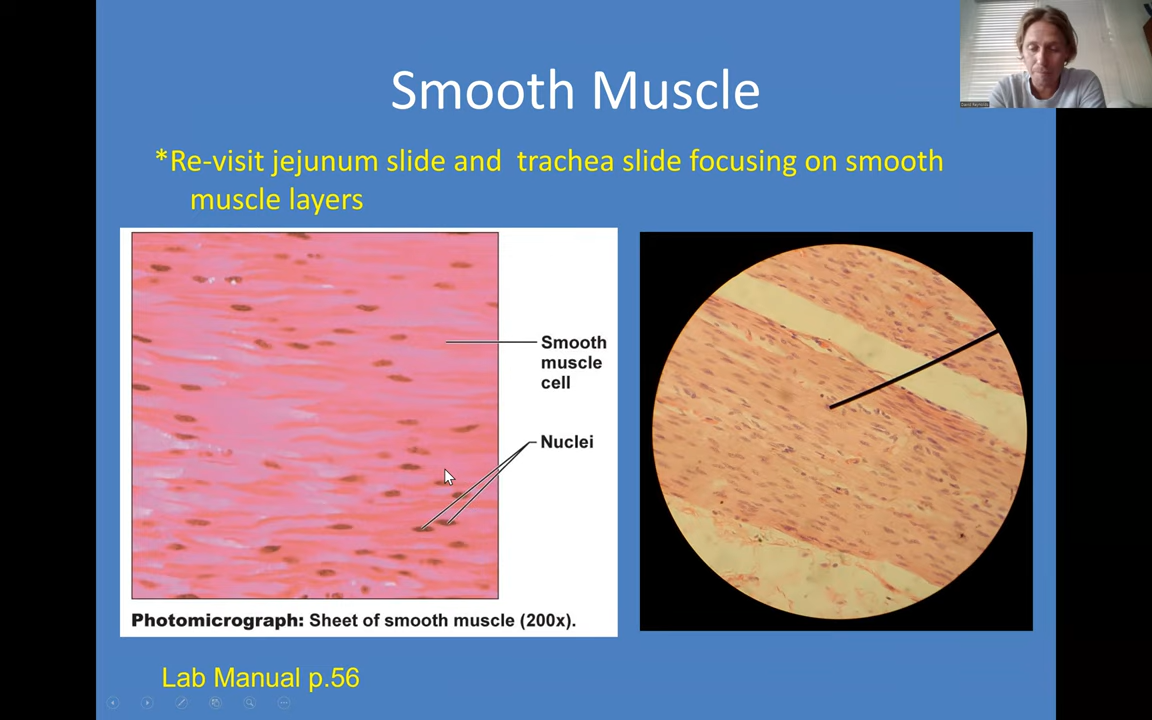 Smooth Muscle
*Re-visit jejunum slide and trachea slide focusing on smooth
muscle layers
Smooth
muscle
cell
Nuclei
Photomicrograph: Sheet of smooth muscle (200x).
Lab Manual p.56